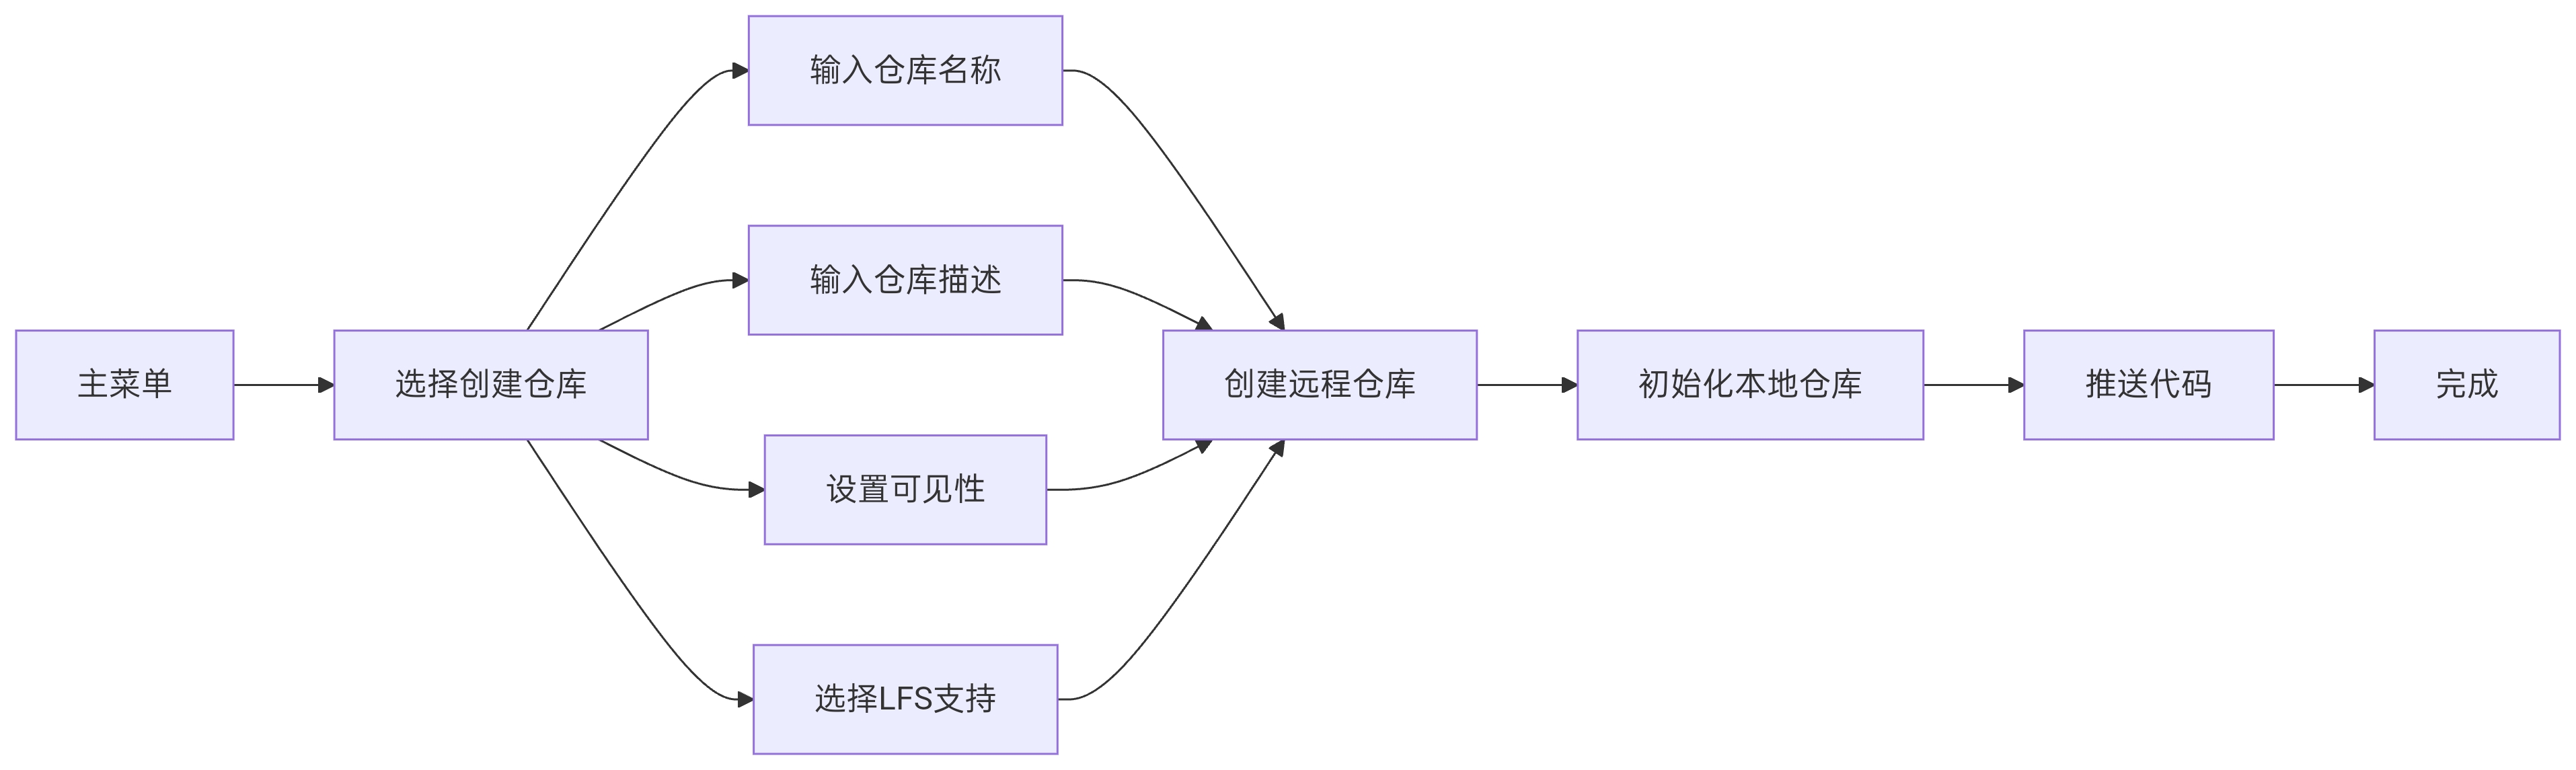 主菜单
选择创建仓库
输入仓库名称
输入仓库描述
设置可见性
选择LFS支持
创建远程仓库
初始化本地仓库
推送代码
完成